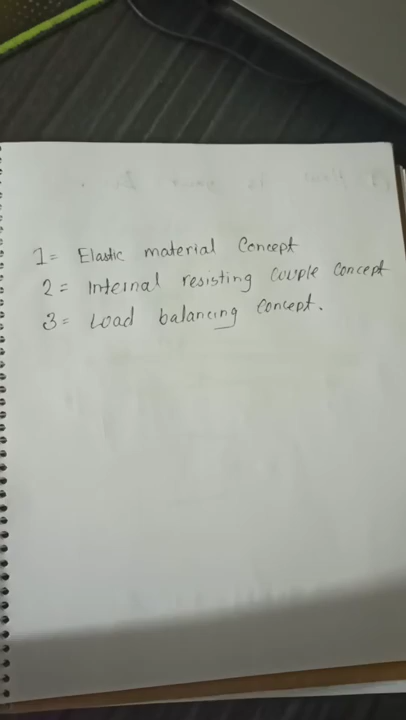 1= Elastic material Concept
2= Internal resisting couple concept
3= Load balancing concept.